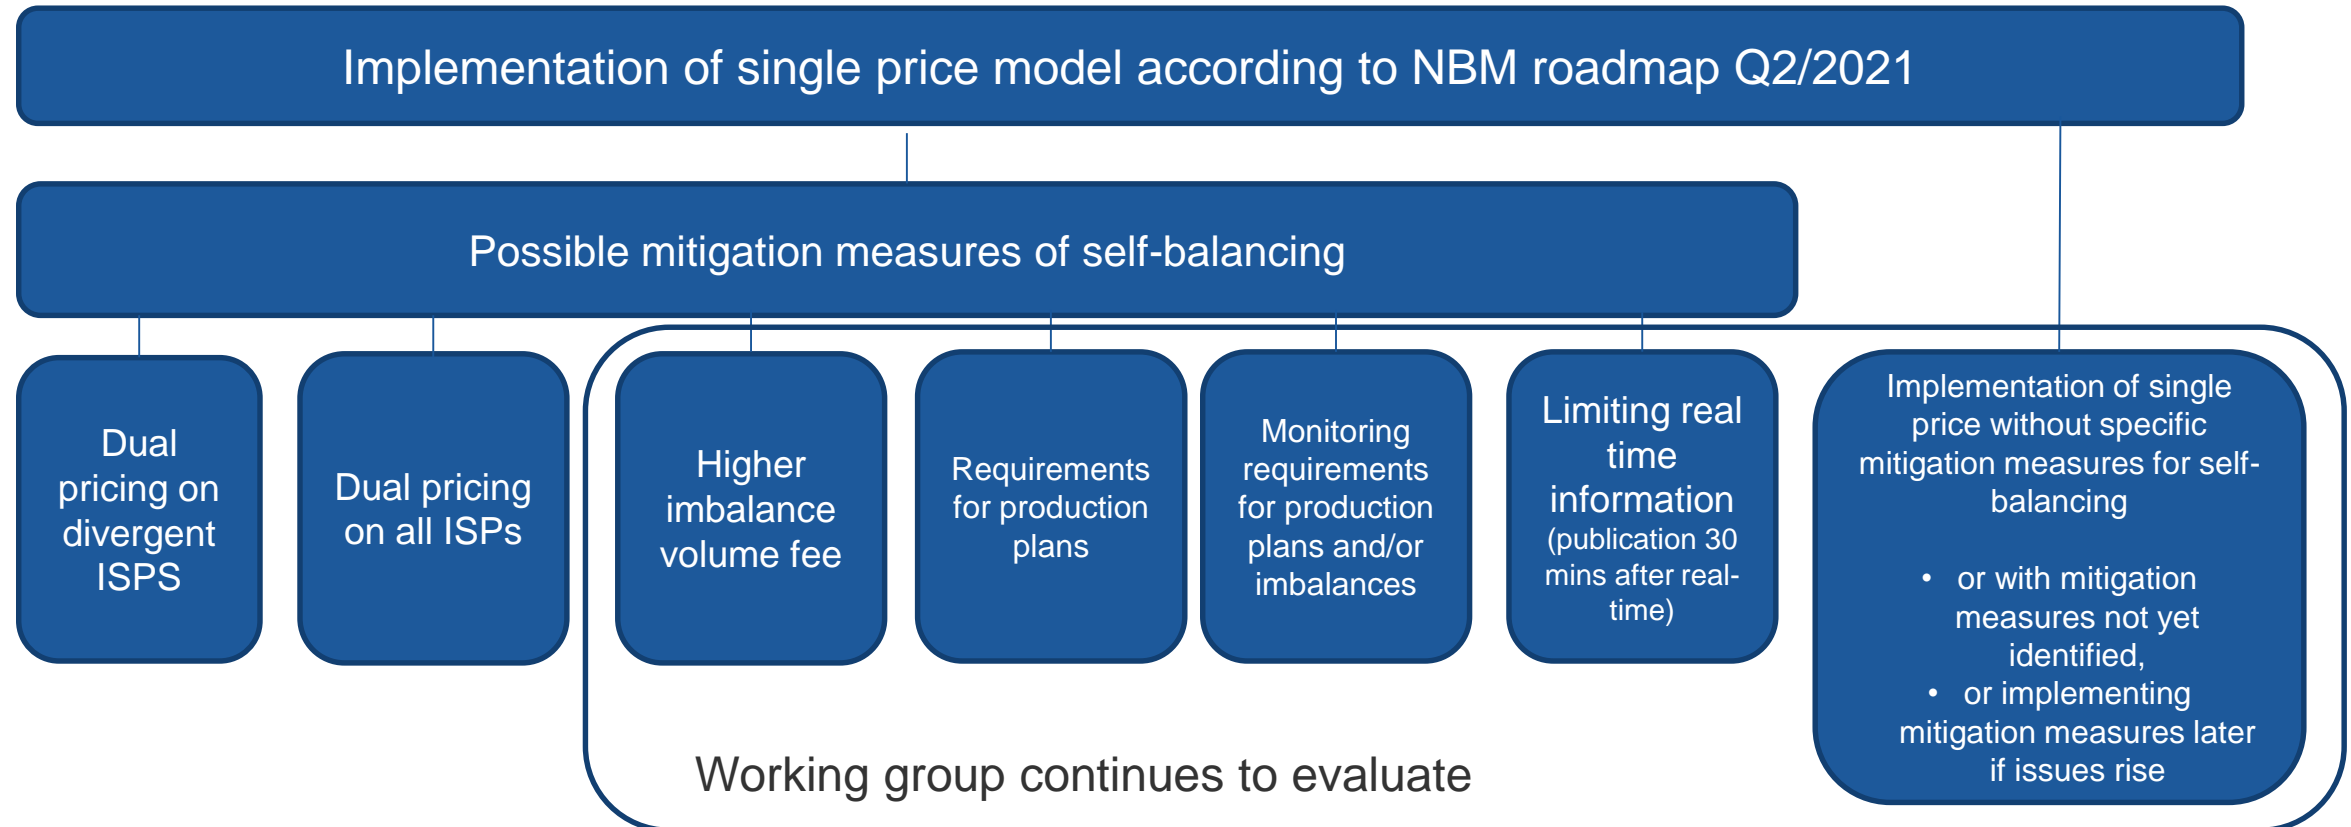 Implementation of single price model according to NBM roadmap Q2/2021
Possible mitigation measures of self-balancing
Dual
pricing on
divergent
ISPS
Dual pricing
on all ISPs
Higher
imbalance
volume fee
Requirements
for production
plans
Monitoring
requirements
for production
plans and/or
imbalances
Limiting real
time
information
(publication 30
mins after real-
time)
Implementation of single
price without specific
mitigation measures for self-
balancing
• or with mitigation
measures not yet
identified,
• or implementing
mitigation measures later
if issues rise
Working group continues to evaluate